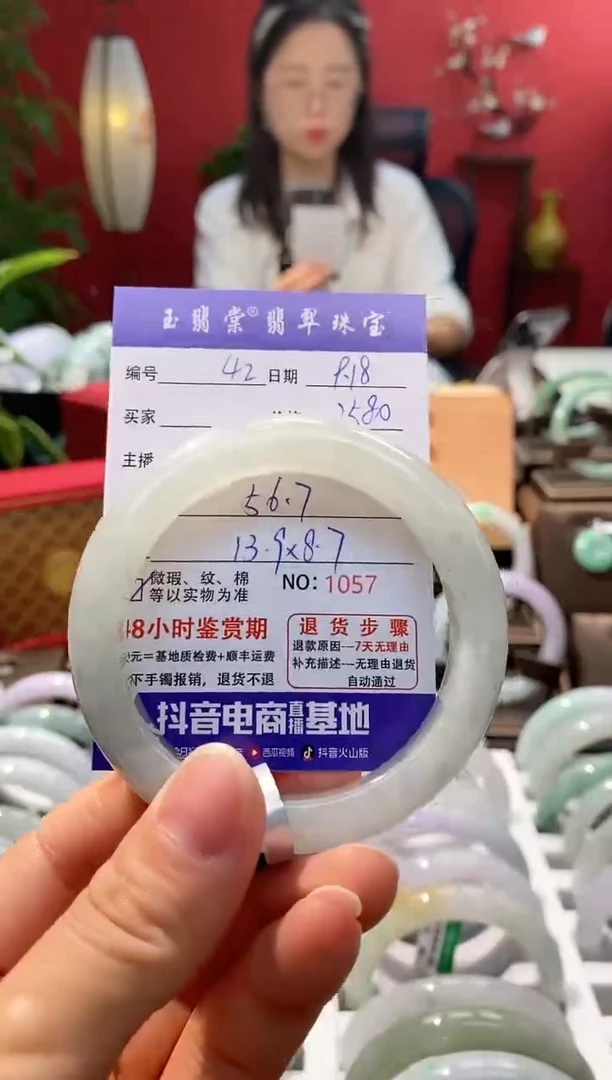 玉翡棠®翡翠珠宝
编号 42 日期 9.18
买家 2580
主播
56.7
13.9×8.7
微瑕、纹、棉
等以实物为准
NO: 1057
48小时鉴赏期
元=基地质检费+顺丰运费
下手镯报销，退货不退
退货步骤
退款原因---7天无理由
补充描述---无理由退货
自动通过
抖音电商直播基地
西瓜视频 抖音火山版